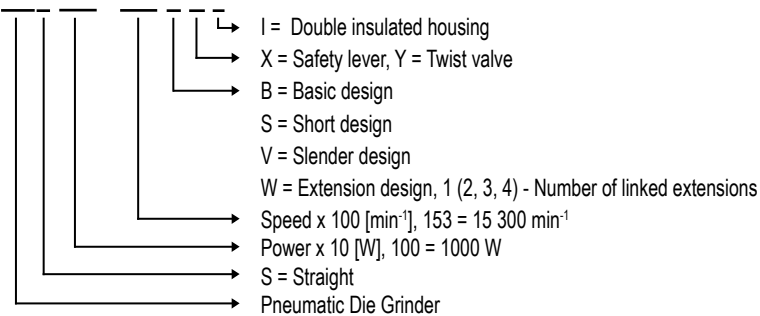 I = Double insulated housing
X = Safety lever, Y = Twist valve
B = Basic design
S = Short design
V = Slender design
W = Extension design, 1 (2, 3, 4) - Number of linked extensions
Speed x 100 [min⁻¹], 153 = 15 300 min⁻¹
Power x 10 [W], 100 = 1000 W
S = Straight
Pneumatic Die Grinder